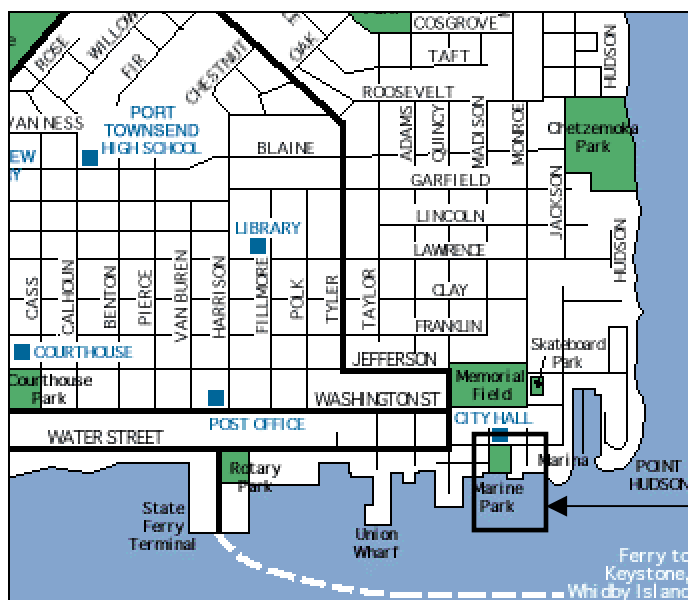 COSGROVE
HUDSON
WILLOW
ROSE
FIR
CHESTNUT
OAK
TAFT
ROOSEVELT
VAN NESS
PORT
TOWNSEND
HIGH SCHOOL
ADAMS
QUINCY
MADISON
MONROE
Chetzemoka
Park
BLAINE
GARFIELD
JACKSON
LINCOLN
LIBRARY
LAWRENCE
HUDSON
CASS
CALHOUN
BENTON
PIERCE
VAN BUREN
HARRISON
FILLMORE
POLK
TYLER
TAYLOR
CLAY
FRANKLIN
COURTHOUSE
JEFFERSON
Skateboard
Park
Courthouse
Park
Memorial
Field
WASHINGTON ST
POST OFFICE
CITY HALL
WATER STREET
Rotary
Park
Marina
POINT
HUDSON
Marine
Park
State
Ferry
Terminal
Union
Wharf
Ferry to
Keystone,
Whidby Island